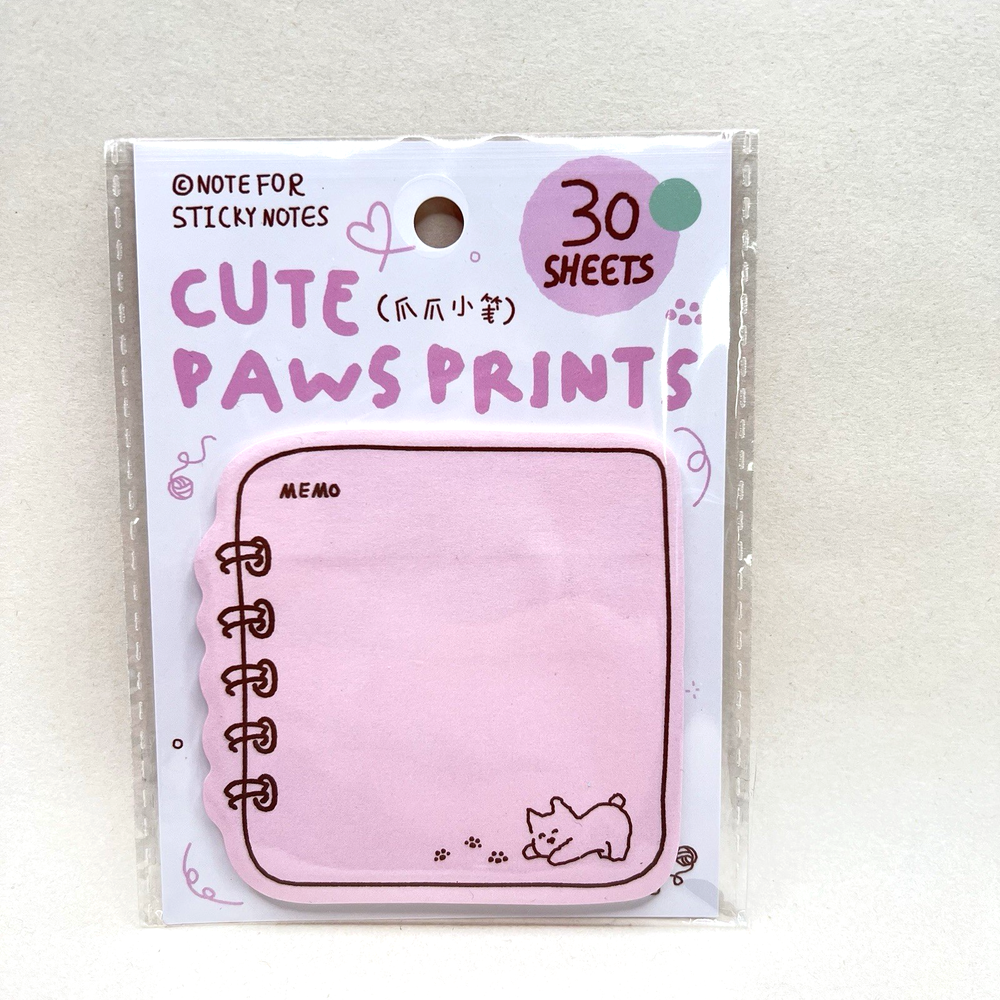 ©NOTE FOR
STICKY NOTES
30
SHEETS
CUTE (爪爪小笔)
PAWS PRINTS
MEMO